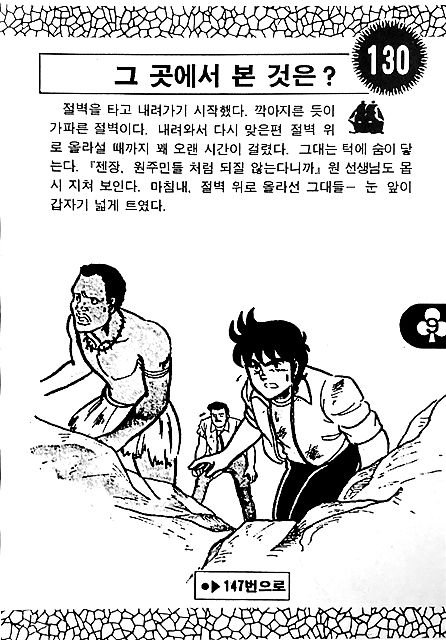 130
그 곳에서 본 것은?
절벽을 타고 내려가기 시작했다. 깍아지른 듯이
가파른 절벽이다. 내려와서 다시 맞은편 절벽 위
로 올라설 때까지 꽤 오랜 시간이 걸렸다. 그대는 턱에 숨이 닿
는다. 『젠장, 원주민들 처럼 되질 않는다니까』 원 선생님도 몹
시 지쳐 보인다. 마침내, 절벽 위로 올라선 그대들— 눈 앞이
갑자기 넓게 트였다.
9
●▶147번으로